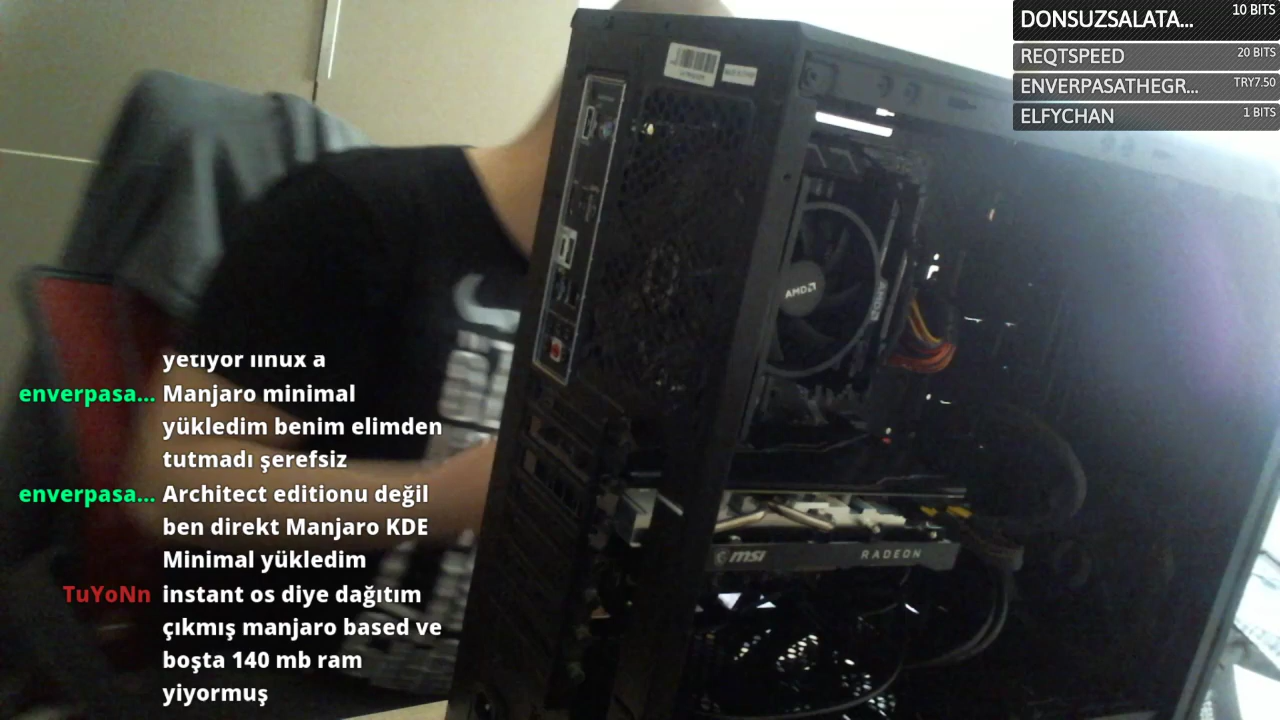 DONSUZSALATA... 10 BITS
REQTSPEED 20 BITS
ENVERPASATHEGR... TRY7.50
ELFYCHAN 1 BITS
AMD
AMD
msi RADEON
yetiyor linux a
enverpasa... Manjaro minimal
yükledim benim elimden
tutmadı şerefsiz
enverpasa... Architect editionu değil
ben direkt Manjaro KDE
Minimal yükledim
TuYoNn instant os diye dağıtım
çıkmış manjaro based ve
boşta 140 mb ram
yiyormuş